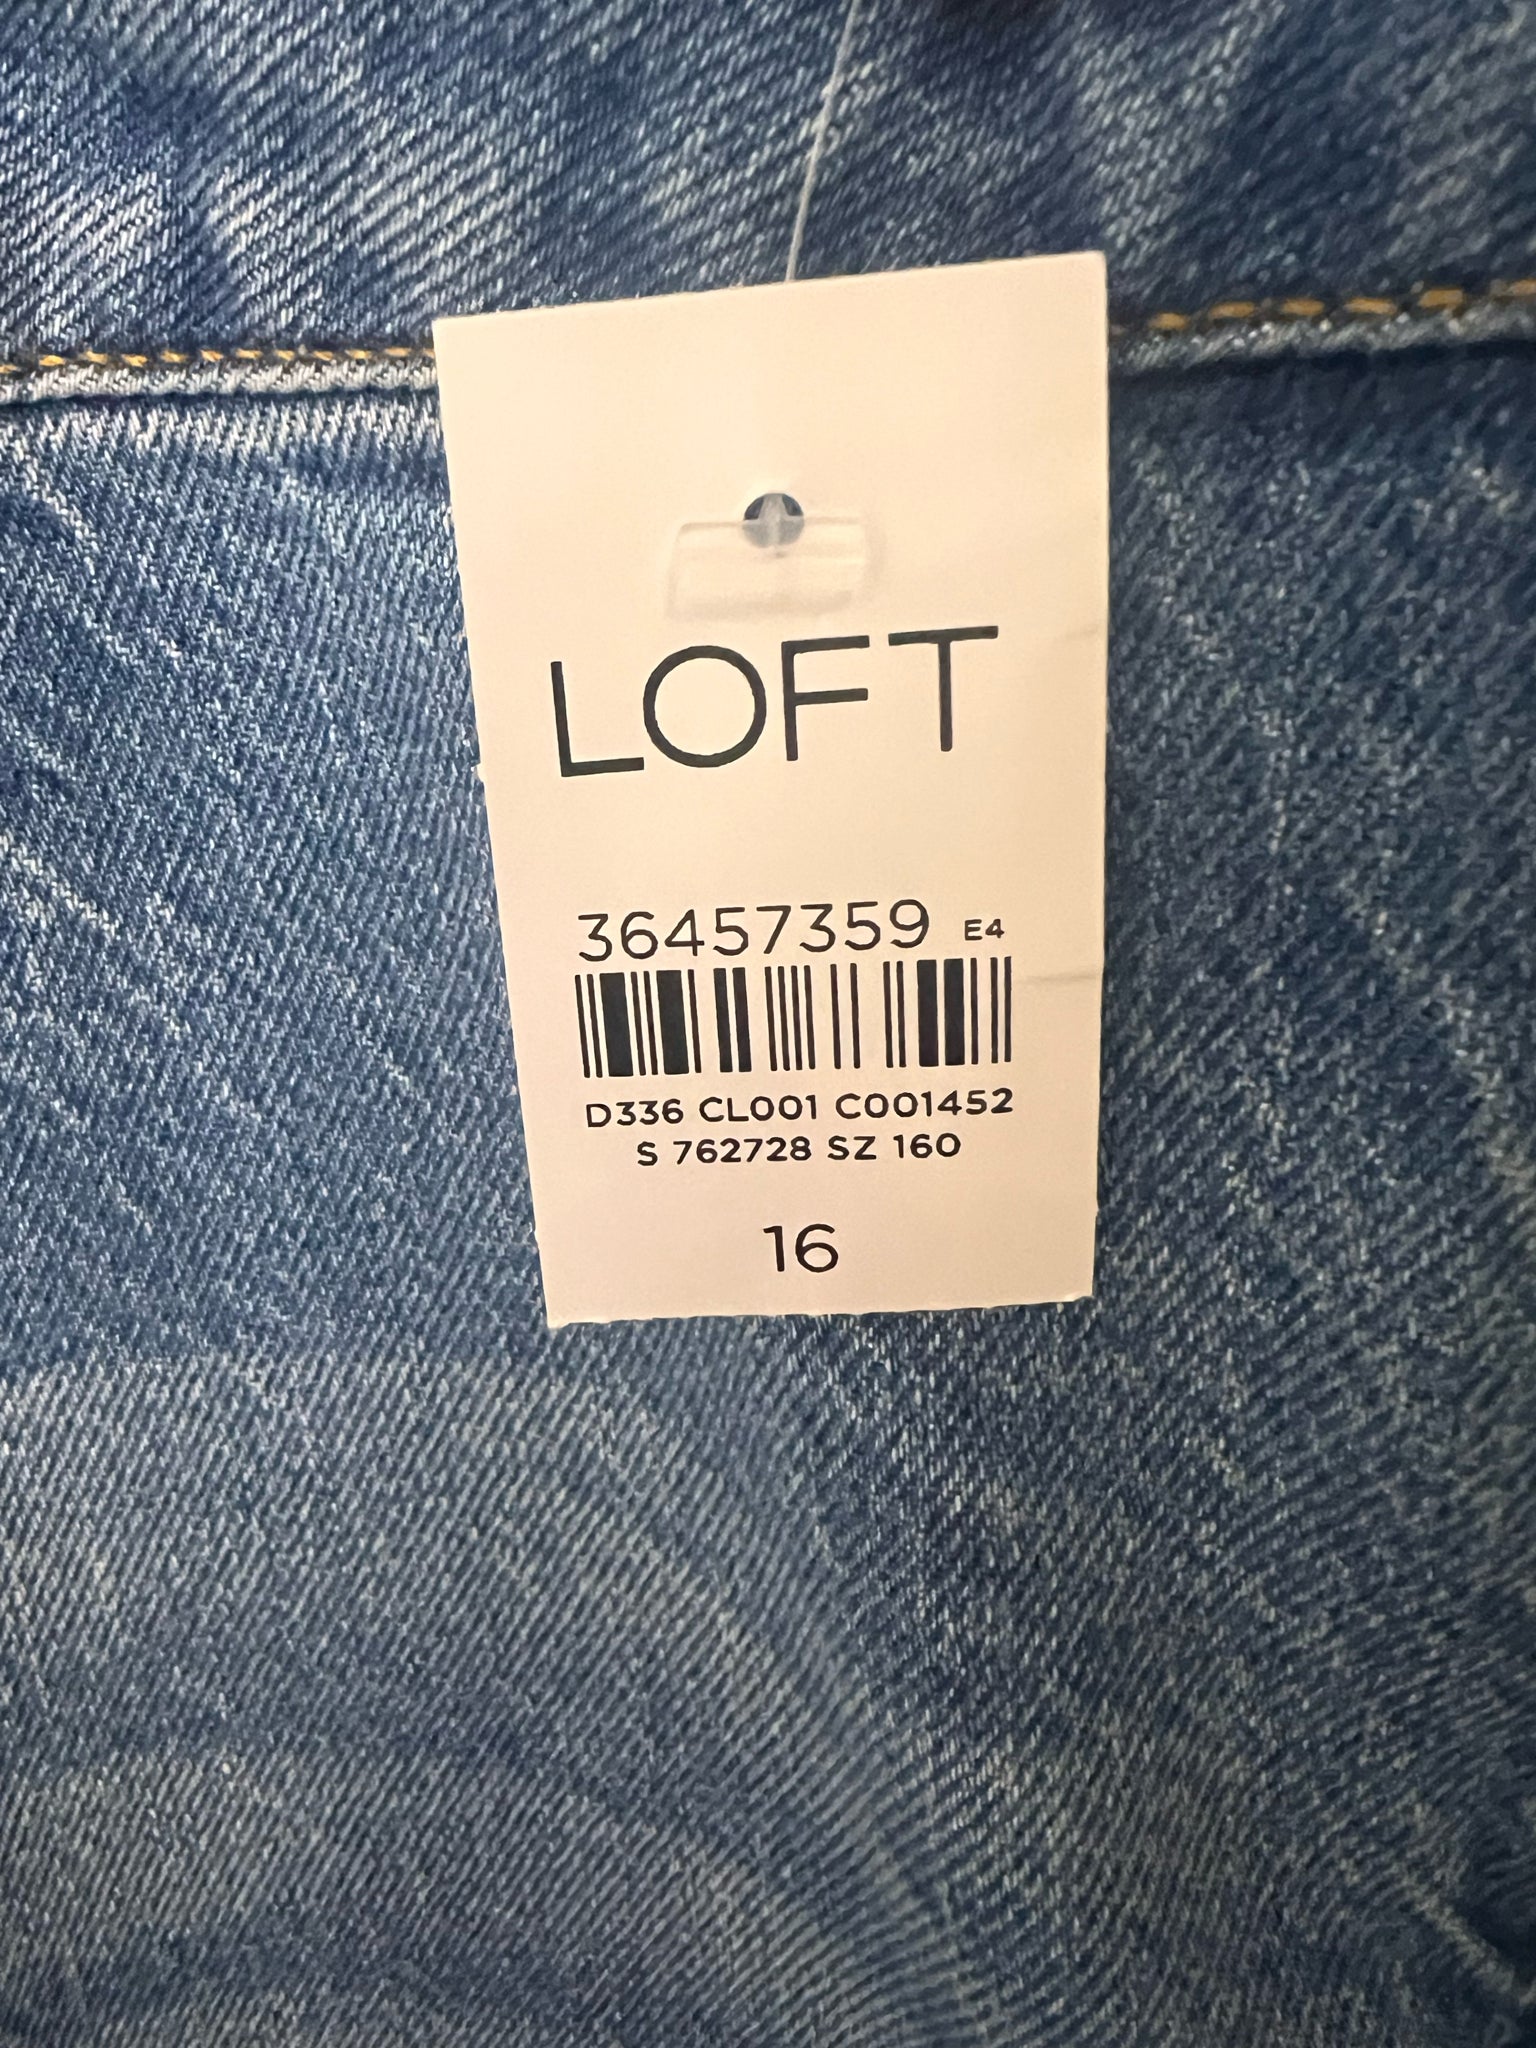 LOFT
36457359 E4
D336 CL001 C001452
S 762728 SZ 160
16